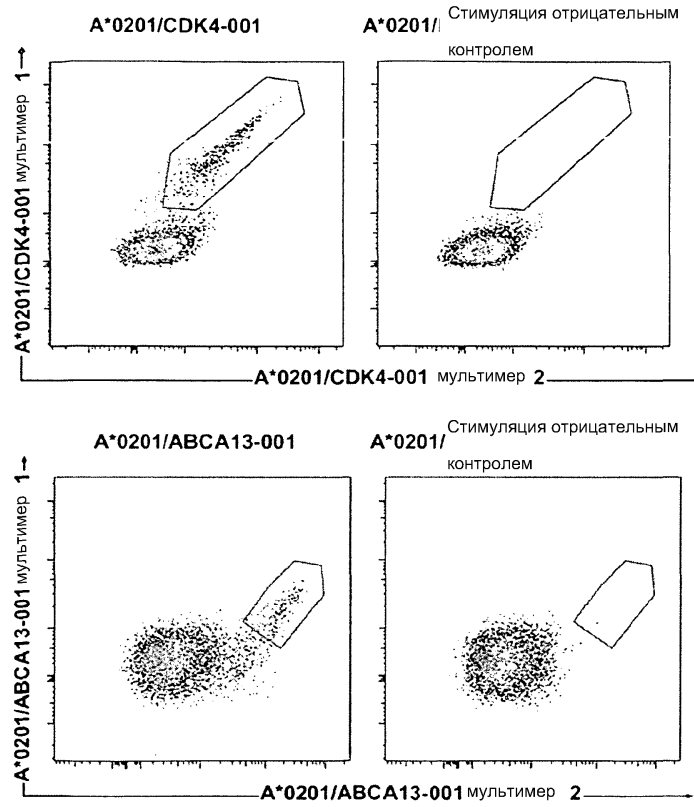 A*0201/CDK4-001
A*0201/
Стимуляция отрицательным
контролем
A*0201/CDK4-001 мультимер 1
A*0201/CDK4-001 мультимер 2
A*0201/ABCA13-001
A*0201/
Стимуляция отрицательным
контролем
A*0201/ABCA13-001 мультимер 1
A*0201/ABCA13-001 мультимер 2